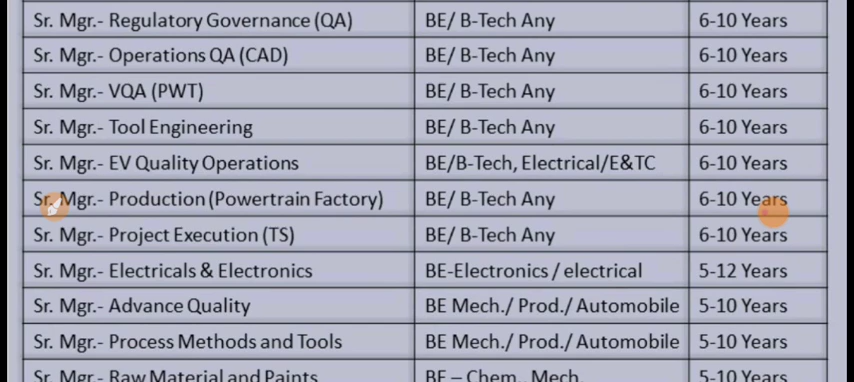 Sr. Mgr.- Regulatory Governance (QA) BE/ B-Tech Any 6-10 Years
Sr. Mgr.- Operations QA (CAD) BE/ B-Tech Any 6-10 Years
Sr. Mgr.- VQA (PWT) BE/ B-Tech Any 6-10 Years
Sr. Mgr.- Tool Engineering BE/ B-Tech Any 6-10 Years
Sr. Mgr.- EV Quality Operations BE/B-Tech, Electrical/E&TC 6-10 Years
Sr. Mgr.- Production (Powertrain Factory) BE/ B-Tech Any 6-10 Years
Sr. Mgr.- Project Execution (TS) BE/ B-Tech Any 6-10 Years
Sr. Mgr.- Electricals & Electronics BE-Electronics / electrical 5-12 Years
Sr. Mgr.- Advance Quality BE Mech./ Prod./ Automobile 5-10 Years
Sr. Mgr.- Process Methods and Tools BE Mech./ Prod./ Automobile 5-10 Years
Sr. Mgr.- Raw Material and Paints BE – Chem., Mech. 5-10 Years